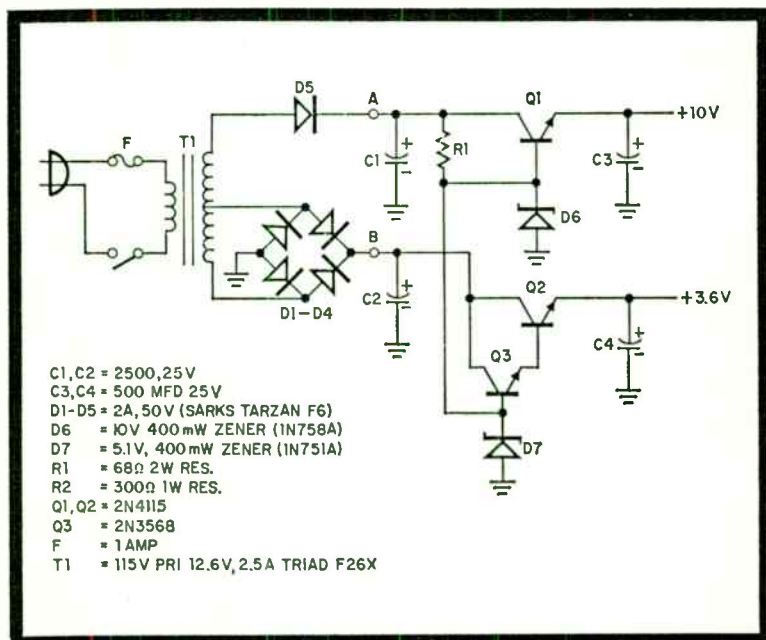 D5
A
Q1
+10V
F
T1
+
-
C1
R1
+
-
C3
D6
B
Q2
+3.6V
D1-D4
+
-
C2
Q3
+
-
C4
D7
C1,C2 = 2500,25V
C3,C4 = 500 MFD 25V
D1-D5 = 2A, 50V (SARKS TARZAN F6)
D6 = 10V 400mW ZENER (1N758A)
D7 = 5.1V, 400mW ZENER (1N751A)
R1 = 68Ω 2W RES.
R2 = 300Ω 1W RES.
Q1,Q2 = 2N4115
Q3 = 2N3568
F = 1AMP
T1 = 115V PRI 12.6V, 2.5A TRIAD F26X